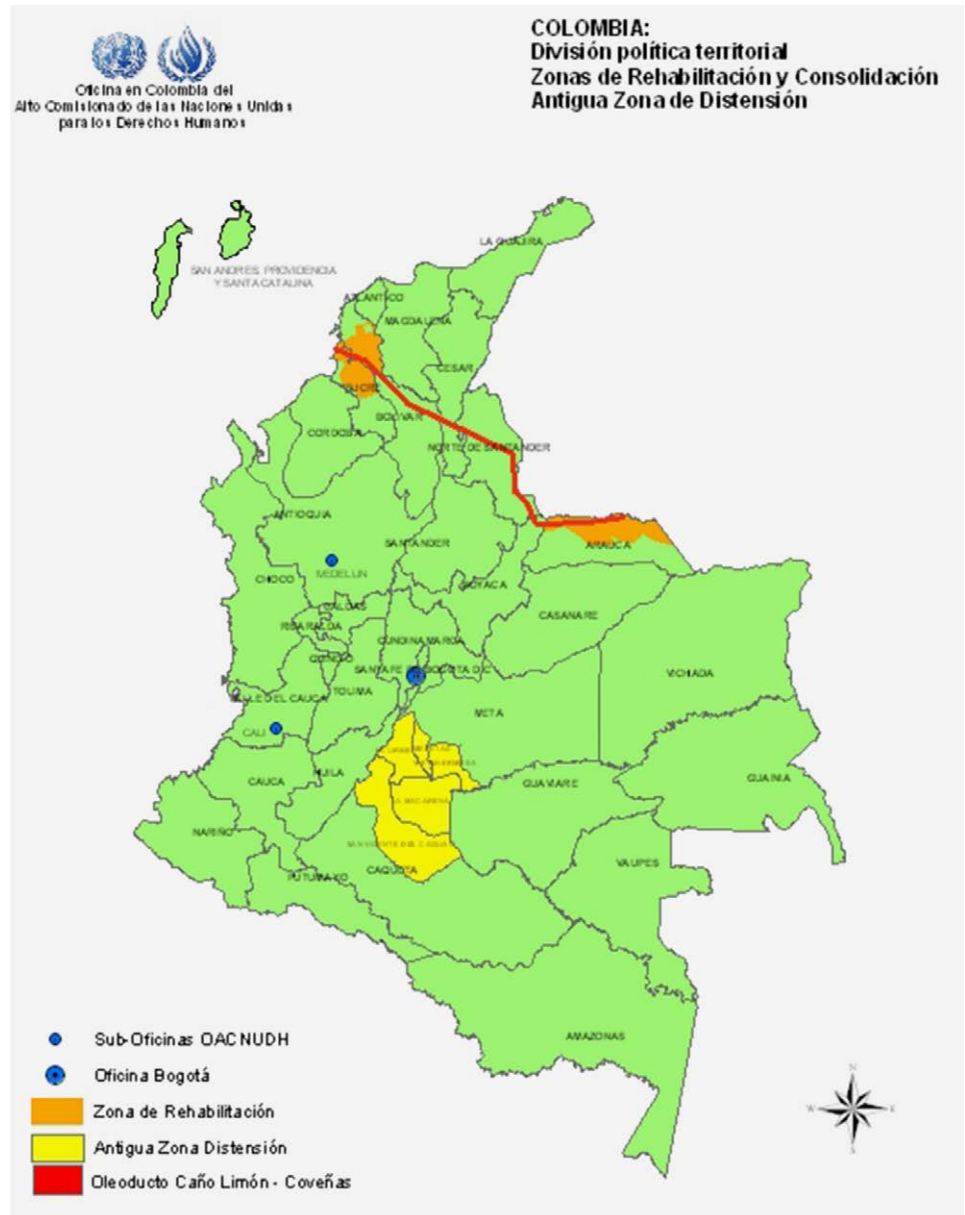 Oficina en Colombia del
Alto Comisionado de las Naciones Unidas
para los Derechos Humanos
COLOMBIA:
División política territorial
Zonas de Rehabilitación y Consolidación
Antigua Zona de Distensión
LA GUAJIRA
SAN ANDRES PROVIDENCIA
Y SANTA CATALINA
ATLANTICO
MAGDALENA
CESAR
SUCRE
BOLIVAR
CORDOBA
NORTE DE SANTANDER
ANTIOQUIA
SANTANDER
ARAUCA
MEDELLIN
CHOCO
BOYACA
CALDAS
CASANARE
RISARALDA
CUNDINAMARCA
QUINDIO
SANTAFE DE BOGOTA D.C
VICHADA
TOLIMA
VALLE DEL CAUCA
META
CALI
HUILA
CAUCA
GUAVIARE
GUAINIA
LA MACARENA
NARIÑO
SAN VICENTE DEL CAGUAN
CAQUETA
VAUPES
PUTUMAYO
AMAZONAS
Sub-Oficinas OACNUDH
Oficina Bogotá
Zona de Rehabilitación
Antigua Zona Distensión
Oleoducto Caño Limón - Coveñas
N
W
E
S